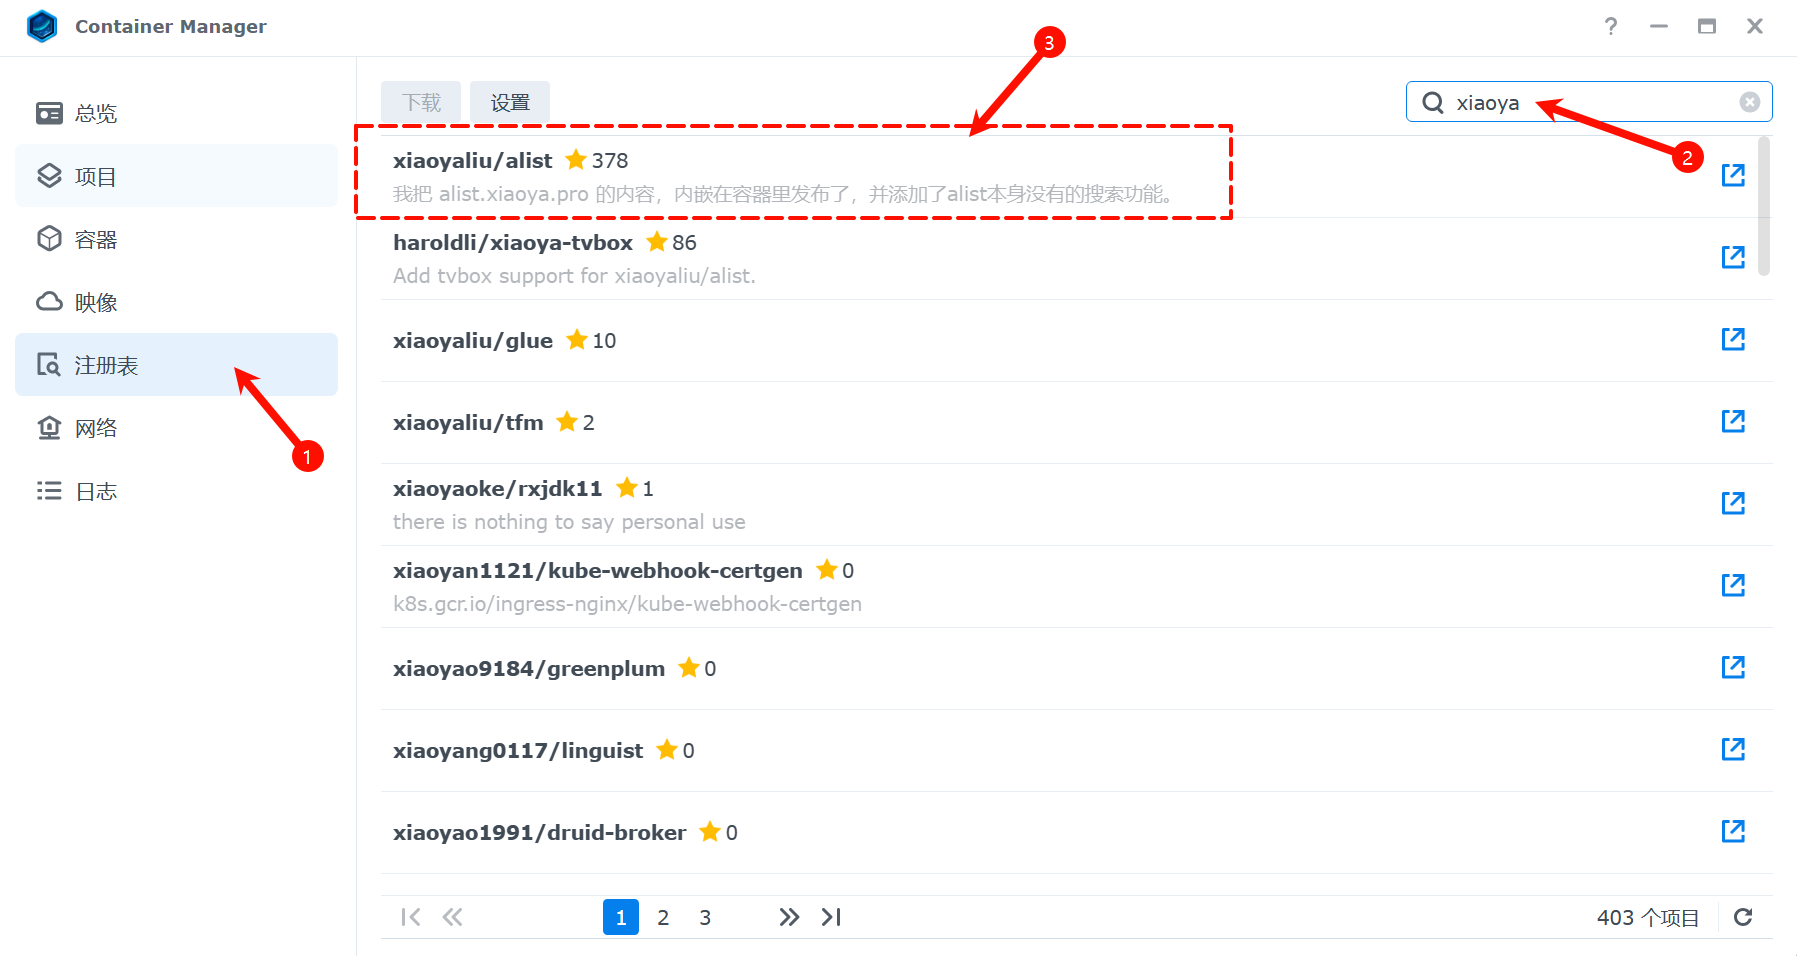 Container Manager
?
总览
项目
容器
映像
注册表
网络
日志
1
下载
设置
xiaoya
2
3
xiaoyaliu/alist 378
我把 alist.xiaoya.pro 的内容，内嵌在容器里发布了，并添加了alist本身没有的搜索功能。
haroldli/xiaoya-tvbox 86
Add tvbox support for xiaoyaliu/alist.
xiaoyaliu/glue 10
xiaoyaliu/tfm 2
xiaoyaoke/rxjdk11 1
there is nothing to say personal use
xiaoyan1121/kube-webhook-certgen 0
k8s.gcr.io/ingress-nginx/kube-webhook-certgen
xiaoyao9184/greenplum 0
xiaoyang0117/linguist 0
xiaoyao1991/druid-broker 0
1 2 3
403 个项目